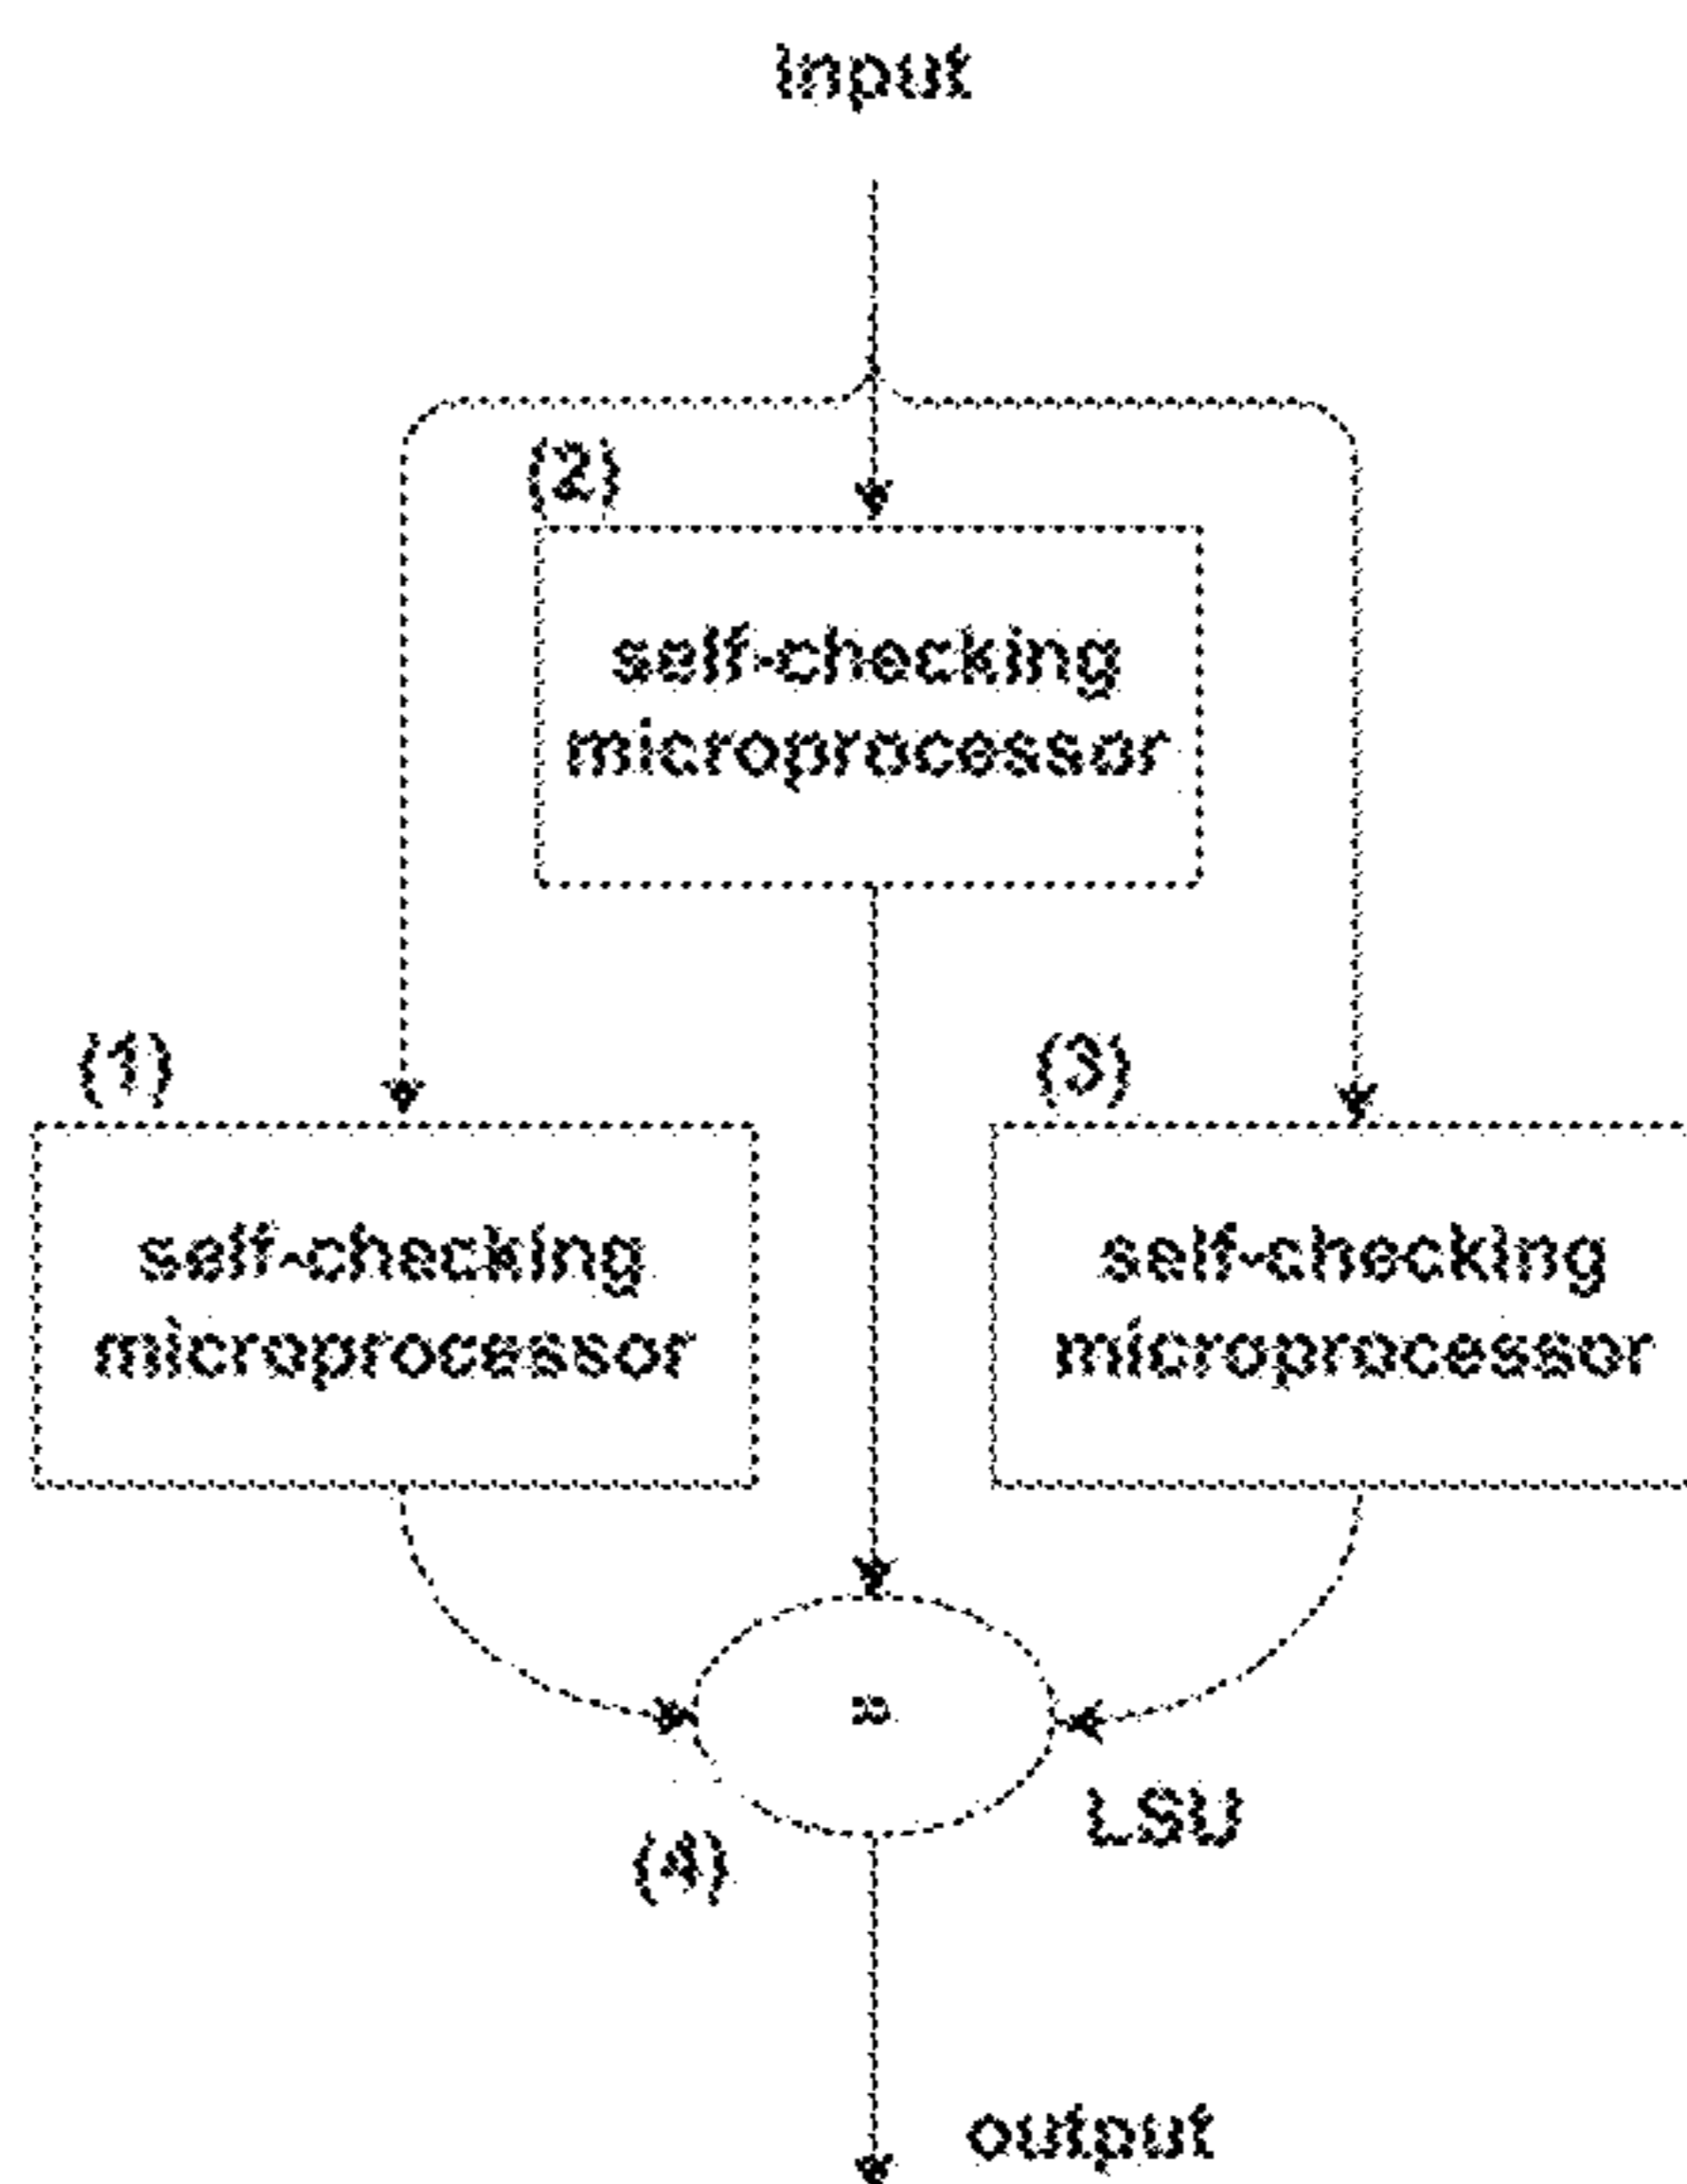 input
(2)
self-checking
microprocessor
(1)
(3)
self-checking
microprocessor
self-checking
microprocessor
≈
LSU
(4)
output